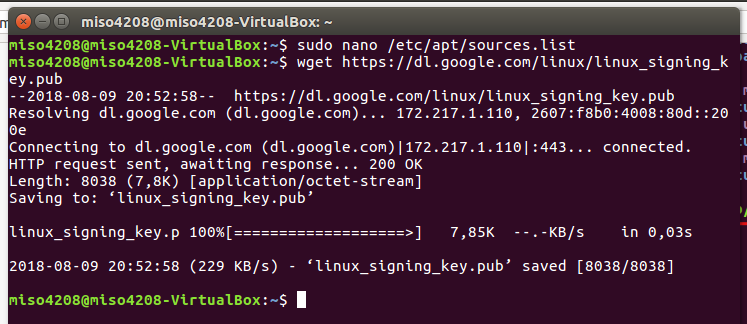 miso4208@miso4208-VirtualBox: ~
miso4208@miso4208-VirtualBox:~$ sudo nano /etc/apt/sources.list
miso4208@miso4208-VirtualBox:~$ wget https://dl.google.com/linux/linux_signing_k
ey.pub
--2018-08-09 20:52:58--  https://dl.google.com/linux/linux_signing_key.pub
Resolving dl.google.com (dl.google.com)... 172.217.1.110, 2607:f8b0:4008:80d::20
0e
Connecting to dl.google.com (dl.google.com)|172.217.1.110|:443... connected.
HTTP request sent, awaiting response... 200 OK
Length: 8038 (7,8K) [application/octet-stream]
Saving to: ‘linux_signing_key.pub’
linux_signing_key.p 100%[===================>]   7,85K  --.-KB/s    in 0,03s
2018-08-09 20:52:58 (229 KB/s) - ‘linux_signing_key.pub’ saved [8038/8038]
miso4208@miso4208-VirtualBox:~$